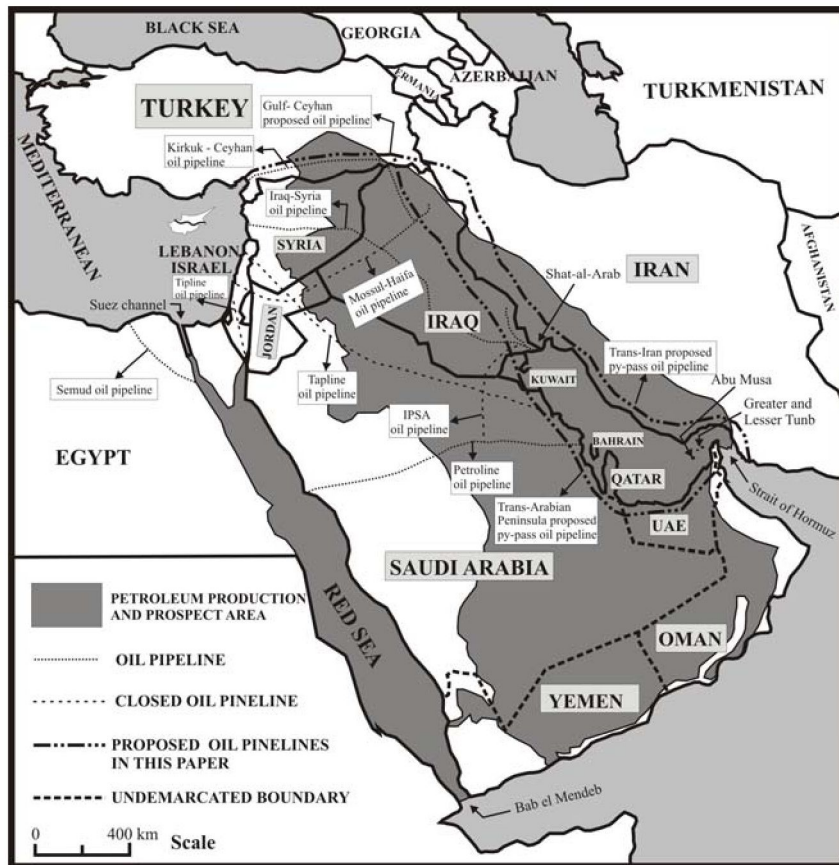 BLACK SEA
GEORGIA
ERMANIA
AZERBAIJAN
TURKMENISTAN
TURKEY
Gulf- Ceyhan
proposed oil pipeline
Kirkuk - Ceyhan
oil pipeline
MEDITERRANEAN
Iraq-Syria
oil pipeline
AFGHANISTAN
SYRIA
LEBANON
ISRAEL
Tipline
oil pipeline
Mossul-Haifa
oil pipeline
Shat-al-Arab
IRAN
Suez channel
JORDAN
IRAQ
Trans-Iran proposed
py-pass oil pipeline
Semud oil pipeline
Tapline
oil pipeline
KUWAIT
Abu Musa
Greater and
Lesser Tunb
IPSA
oil pipeline
EGYPT
BAHRAIN
Petroline
oil pipeline
QATAR
Strait of Hormuz
Trans-Arabian
Peninsula proposed
py-pass oil pipeline
UAE
SAUDI ARABIA
RED SEA
OMAN
YEMEN
Bab el Mendeb
PETROLEUM PRODUCTION
AND PROSPECT AREA
OIL PIPELINE
CLOSED OIL PINELINE
PROPOSED OIL PINELINES
IN THIS PAPER
UNDEMARCATED BOUNDARY
0 400 km Scale